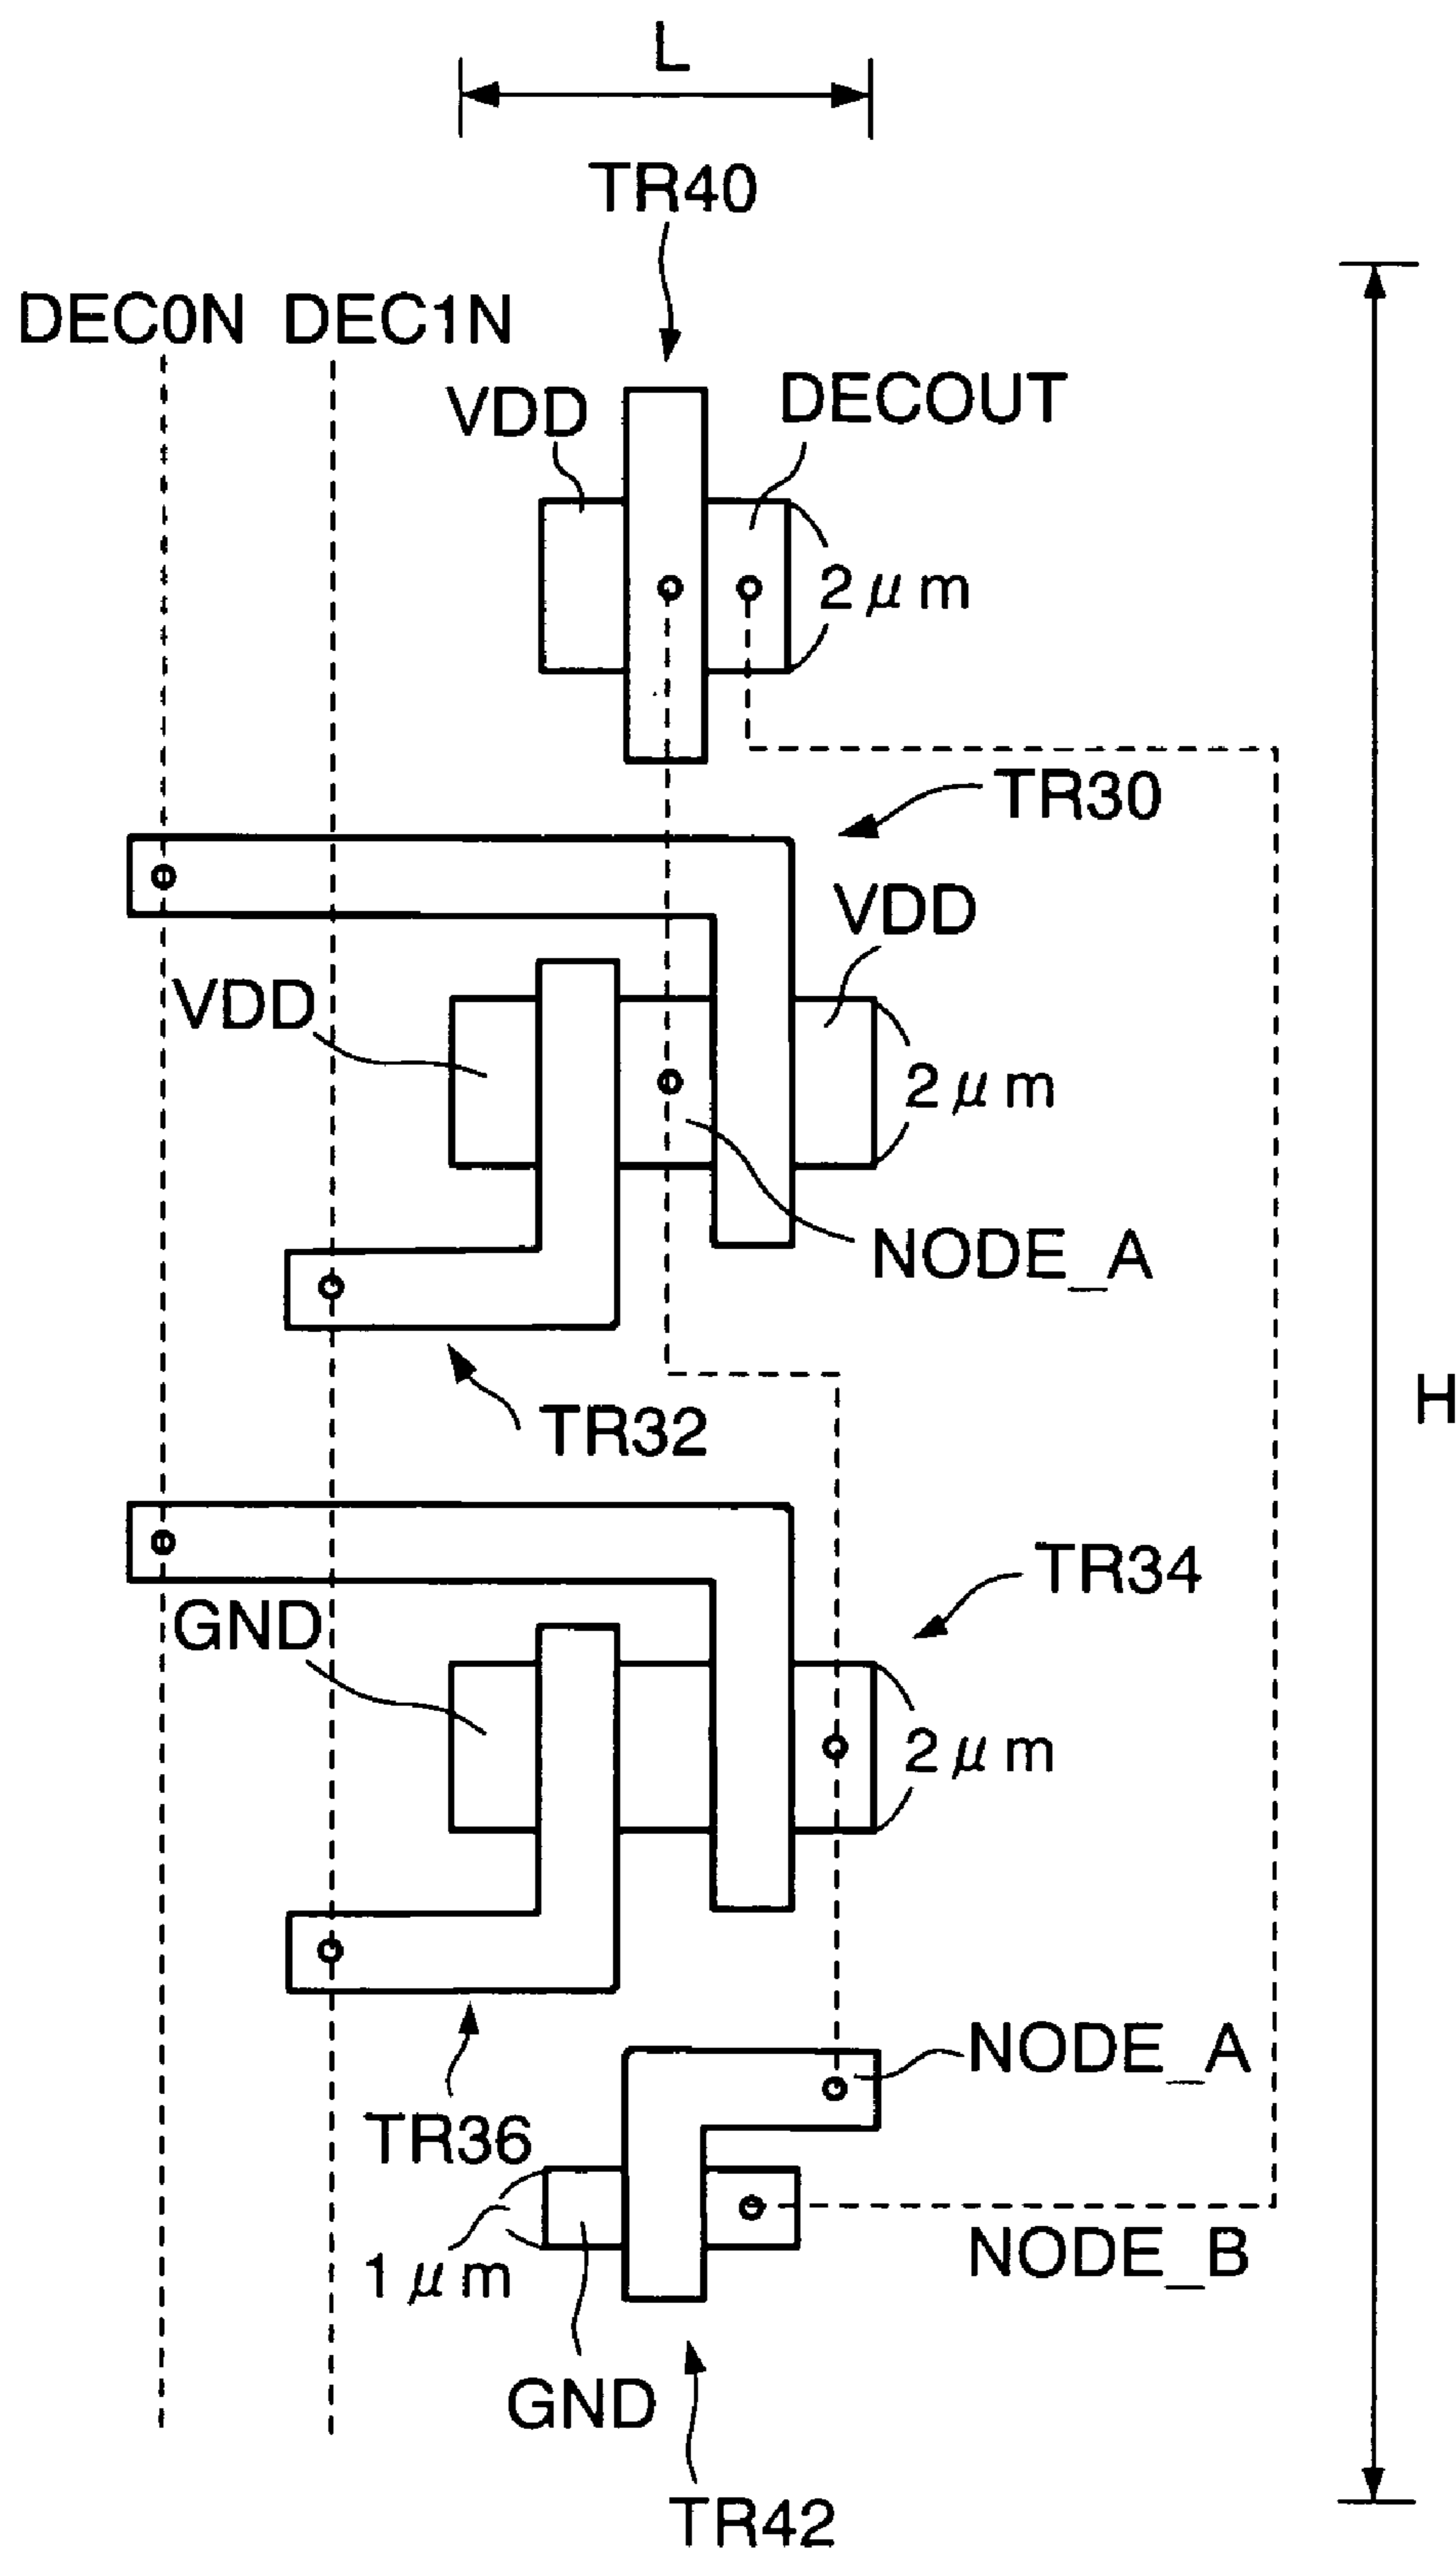 L
TR40
DEC0N DEC1N
VDD
DECOUT
2μm
TR30
VDD
VDD
2μm
NODE_A
H
TR32
TR34
GND
2μm
NODE_A
TR36
1μm
NODE_B
GND
TR42